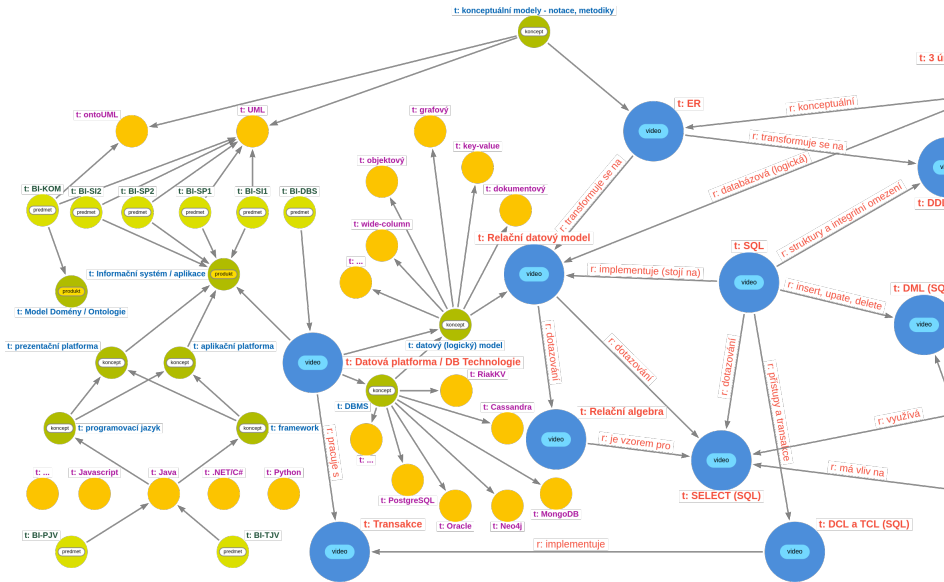 t: konceptuální modely - notace, metodiky
koncept
t: 3 ú
t: ontoUML
t: UML
t: grafový
t: ER
video
r: konceptuální
r: transformuje se na
t: key-value
t: objektový
r: databázová (logická)
video
t: DD
t: BI-KOM
t: BI-SI2
t: BI-SP2
t: BI-SP1
t: BI-SI1
t: BI-DBS
predmet
predmet
predmet
predmet
predmet
predmet
t: dokumentový
r: transformuje se na
r: struktury a integritní omezení
t: wide-column
t: Relační datový model
video
t: SQL
video
t: ...
t: Informační systém / aplikace
produkt
r: implementuje (stojí na)
r: insert, upate, delete
t: DML (SQ
video
produkt
t: Model Domény / Ontologie
koncept
t: datový (logický) model
t: prezentační platforma
koncept
t: aplikační platforma
koncept
video
t: Datová platforma / DB Technologie
r: dotazování
r: dotazování
r: dotazování
r: přístupy a transakce
t: RiakKV
koncept
t: DBMS
t: Cassandra
t: Relační algebra
video
r: je vzorem pro
r: využívá
koncept
t: programovací jazyk
koncept
t: framework
r: pracuje s
t: ...
video
r: má vliv na
t: SELECT (SQL)
t: ...
t: Javascript
t: Java
t: .NET/C#
t: Python
t: PostgreSQL
t: Oracle
t: Neo4j
t: MongoDB
t: Transakce
video
r: implementuje
t: DCL a TCL (SQL)
video
t: BI-PJV
predmet
t: BI-TJV
predmet